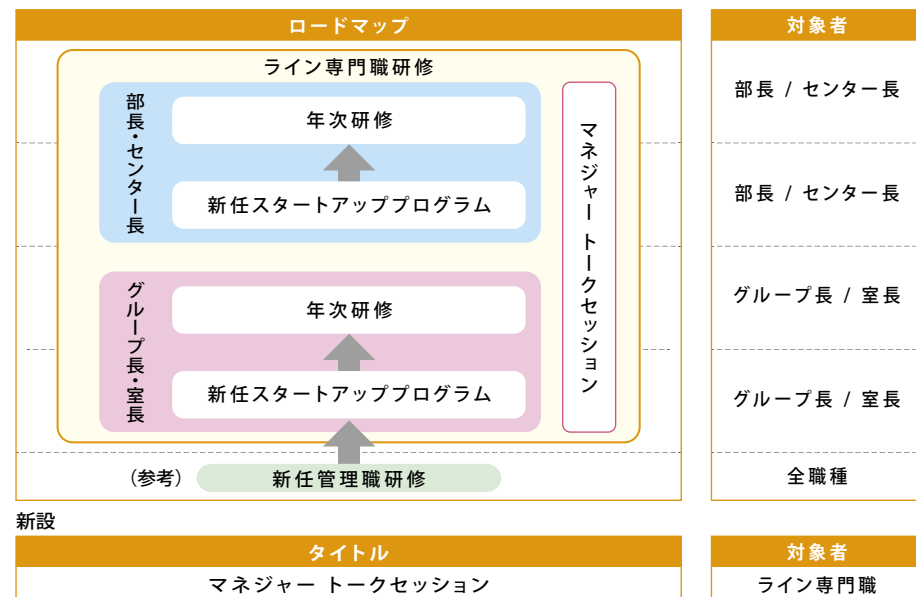 ロードマップ
対象者
ライン専門職研修
部長・センター長
年次研修
新任スタートアッププログラム
グループ長・室長
年次研修
新任スタートアッププログラム
マネジャー トークセッション
（参考）
新任管理職研修
部長 / センター長
部長 / センター長
グループ長 / 室長
グループ長 / 室長
全職種
新設
タイトル
対象者
マネジャー トークセッション
ライン専門職